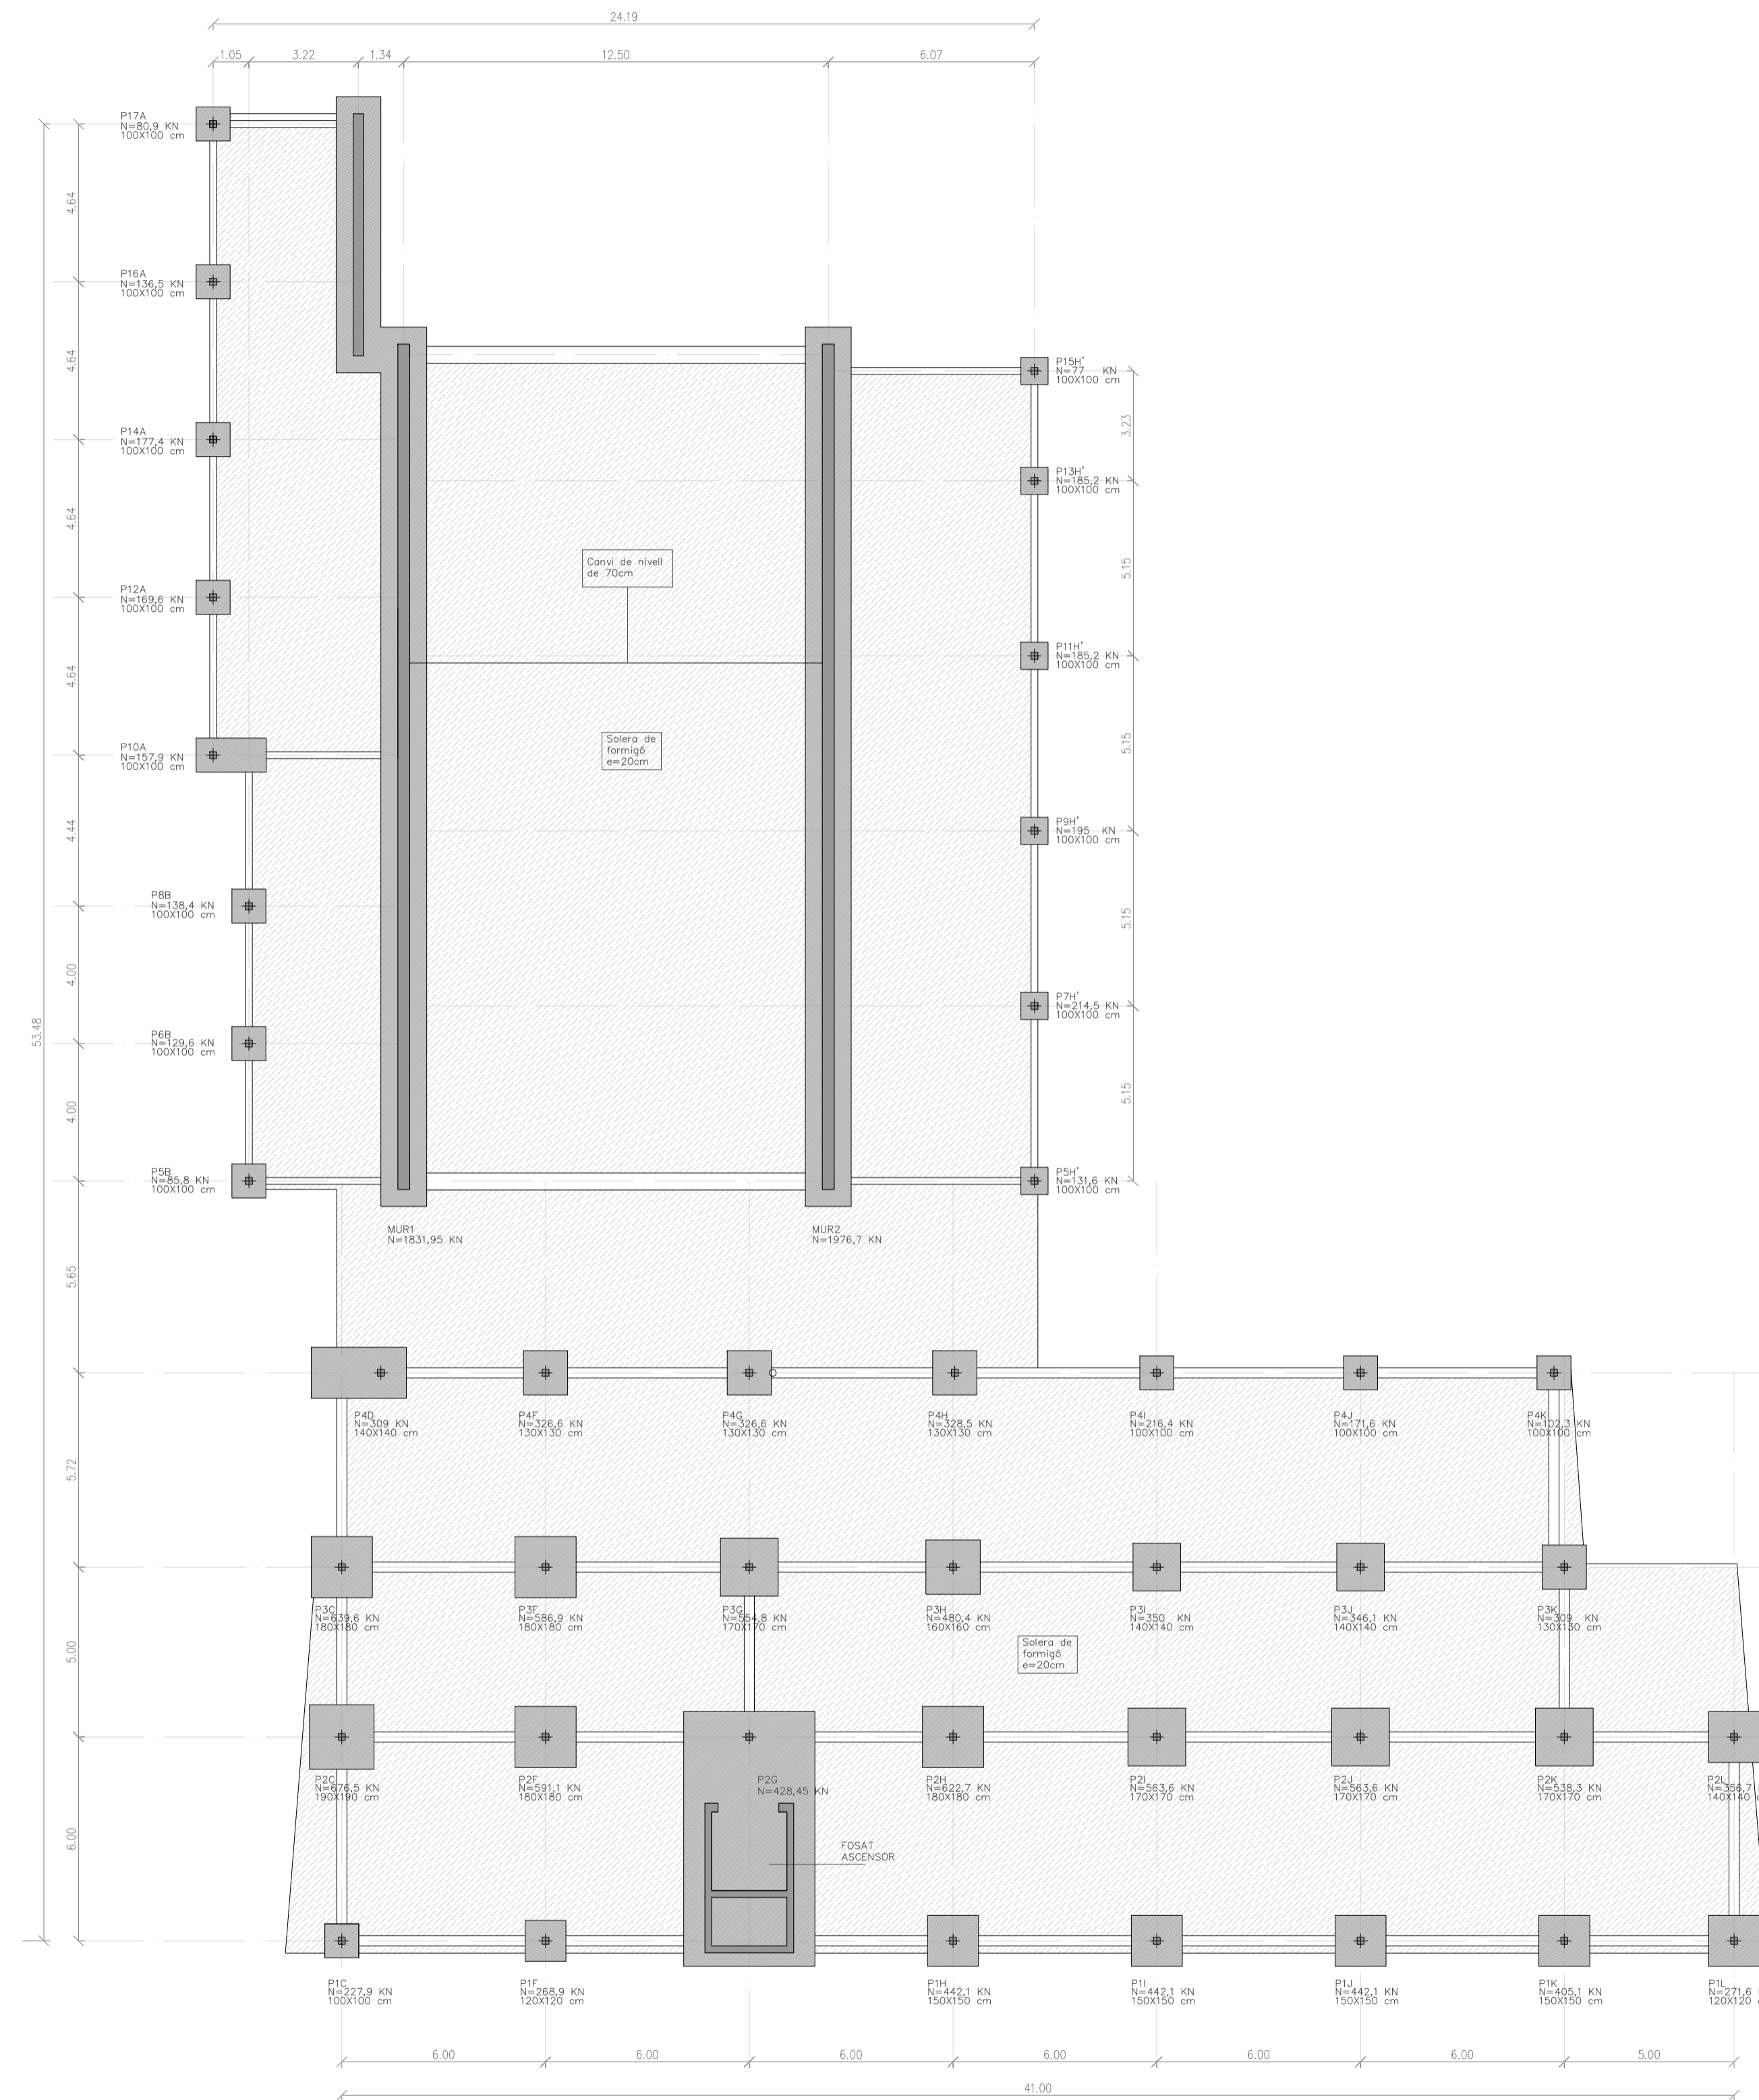 24.19
1.05
3.22
1.34
12.50
6.07
P17A
N=80,9 KN
100X100 cm
4.64
P16A
N=136,5 KN
100X100 cm
4.64
P15H'
N=77 KN
100X100 cm
3.23
P14A
N=177,4 KN
100X100 cm
P13H'
N=185,2 KN
100X100 cm
4.64
Canvi de nivell
de 70cm
5.15
P12A
N=169,6 KN
100X100 cm
P11H'
N=185,2 KN
100X100 cm
4.64
Solera de
formigó
e=20cm
5.15
P10A
N=157,9 KN
100X100 cm
P9H'
N=195 KN
100X100 cm
4.44
P8B
N=138,4 KN
100X100 cm
5.15
4.00
P7H'
N=214,5 KN
100X100 cm
53.48
P6B
N=129,6 KN
100X100 cm
5.15
4.00
P5B
N=85,8 KN
100X100 cm
P5H'
N=131,6 KN
100X100 cm
MUR1
N=1831,95 KN
MUR2
N=1976,7 KN
5.65
P4D
N=309 KN
140X140 cm
P4F
N=326,6 KN
130X130 cm
P4G
N=326,6 KN
130X130 cm
P4H
N=328,5 KN
130X130 cm
P4I
N=216,4 KN
100X100 cm
P4J
N=171,6 KN
100X100 cm
P4K
N=102,3 KN
100X100 cm
5.72
P3C
N=639,6 KN
180X180 cm
P3F
N=586,9 KN
180X180 cm
P3G
N=554,8 KN
170X170 cm
P3H
N=480,4 KN
160X160 cm
P3I
N=350 KN
140X140 cm
P3J
N=346,1 KN
140X140 cm
P3K
N=309 KN
130X130 cm
5.00
Solera de
formigó
e=20cm
P2C
N=676,5 KN
190X190 cm
P2F
N=591,1 KN
180X180 cm
P2G
N=428,45 KN
P2H
N=622,7 KN
180X180 cm
P2I
N=563,6 KN
170X170 cm
P2J
N=563,6 KN
170X170 cm
P2K
N=538,3 KN
170X170 cm
P2L
N=356,7
140X140
6.00
FOSAT
ASCENSOR
P1C
N=227,9 KN
100X100 cm
P1F
N=268,9 KN
120X120 cm
P1H
N=442,1 KN
150X150 cm
P1I
N=442,1 KN
150X150 cm
P1J
N=442,1 KN
150X150 cm
P1K
N=405,1 KN
150X150 cm
P1L
N=271,6
120X120
6.00
6.00
6.00
6.00
6.00
6.00
5.00
41.00